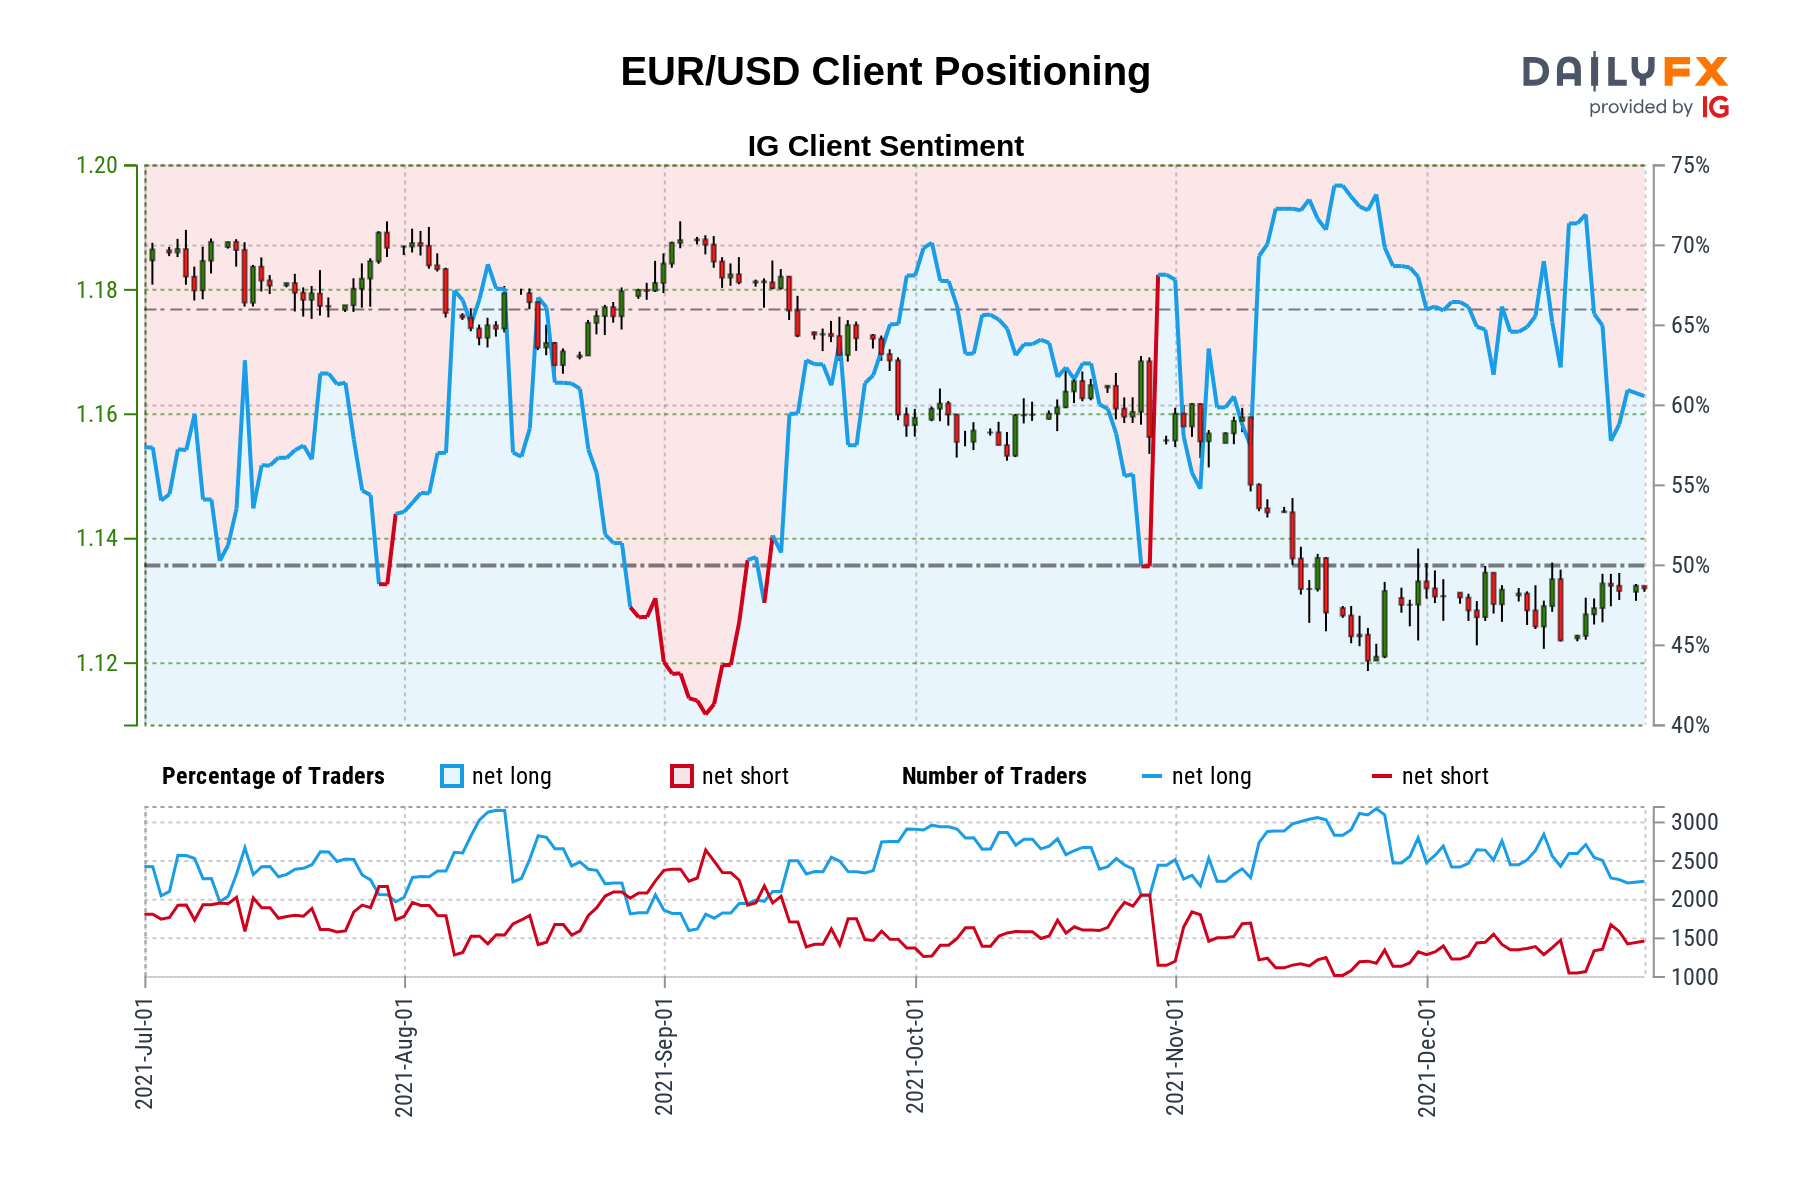 EUR/USD Client Positioning
DAILYFX
provided by IG
IG Client Sentiment
1.20
1.18
1.16
1.14
1.12
75%
70%
65%
60%
55%
50%
45%
40%
Percentage of Traders
net long
net short
Number of Traders
net long
net short
3000
2500
2000
1500
1000
2021-Jul-01
2021-Aug-01
2021-Sep-01
2021-Oct-01
2021-Nov-01
2021-Dec-01